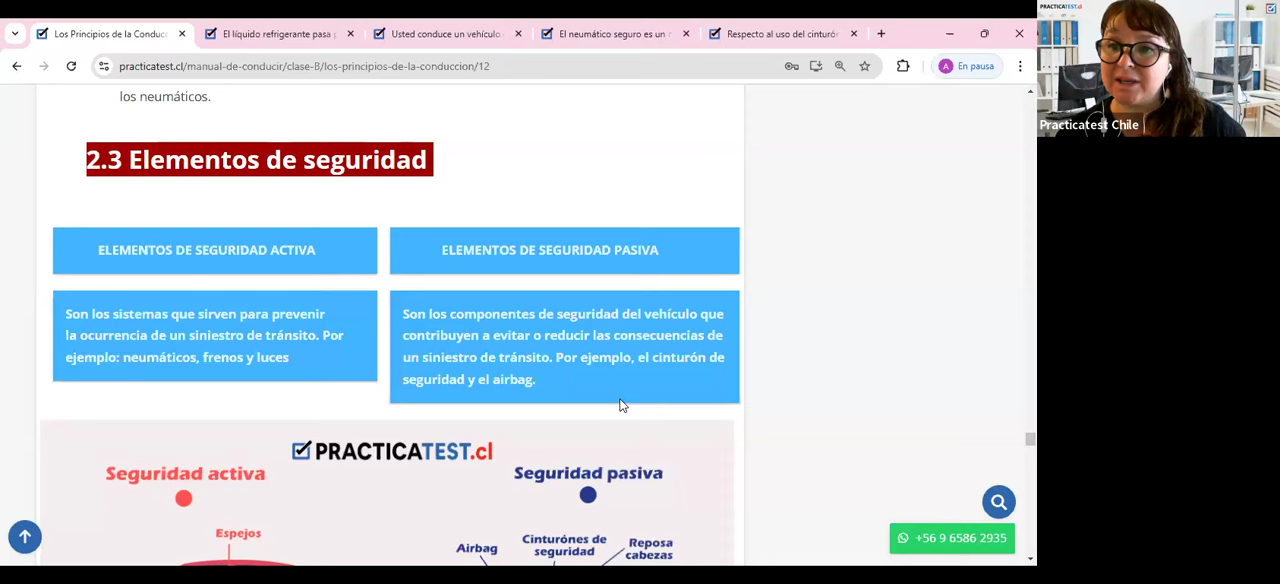 Los Principios de la Conducc
El líquido refrigerante pasa p
Usted conduce un vehículo
El neumático seguro es un n
Respecto al uso del cinturón
practicatest.cl/manual-de-conducir/clase-B/los-principios-de-la-conduccion/12
A
En pausa
PRACTICATEST.cl
Practicatest Chile
los neumáticos.
2.3 Elementos de seguridad
ELEMENTOS DE SEGURIDAD ACTIVA
ELEMENTOS DE SEGURIDAD PASIVA
Son los sistemas que sirven para prevenir
la ocurrencia de un siniestro de tránsito. Por
ejemplo: neumáticos, frenos y luces
Son los componentes de seguridad del vehículo que
contribuyen a evitar o reducir las consecuencias de
un siniestro de tránsito. Por ejemplo, el cinturón de
seguridad y el airbag.
PRACTICATEST.cl
Seguridad activa
Seguridad pasiva
Espejos
Airbag
Cinturónes de
seguridad
Reposa
cabezas
+56 9 6586 2935